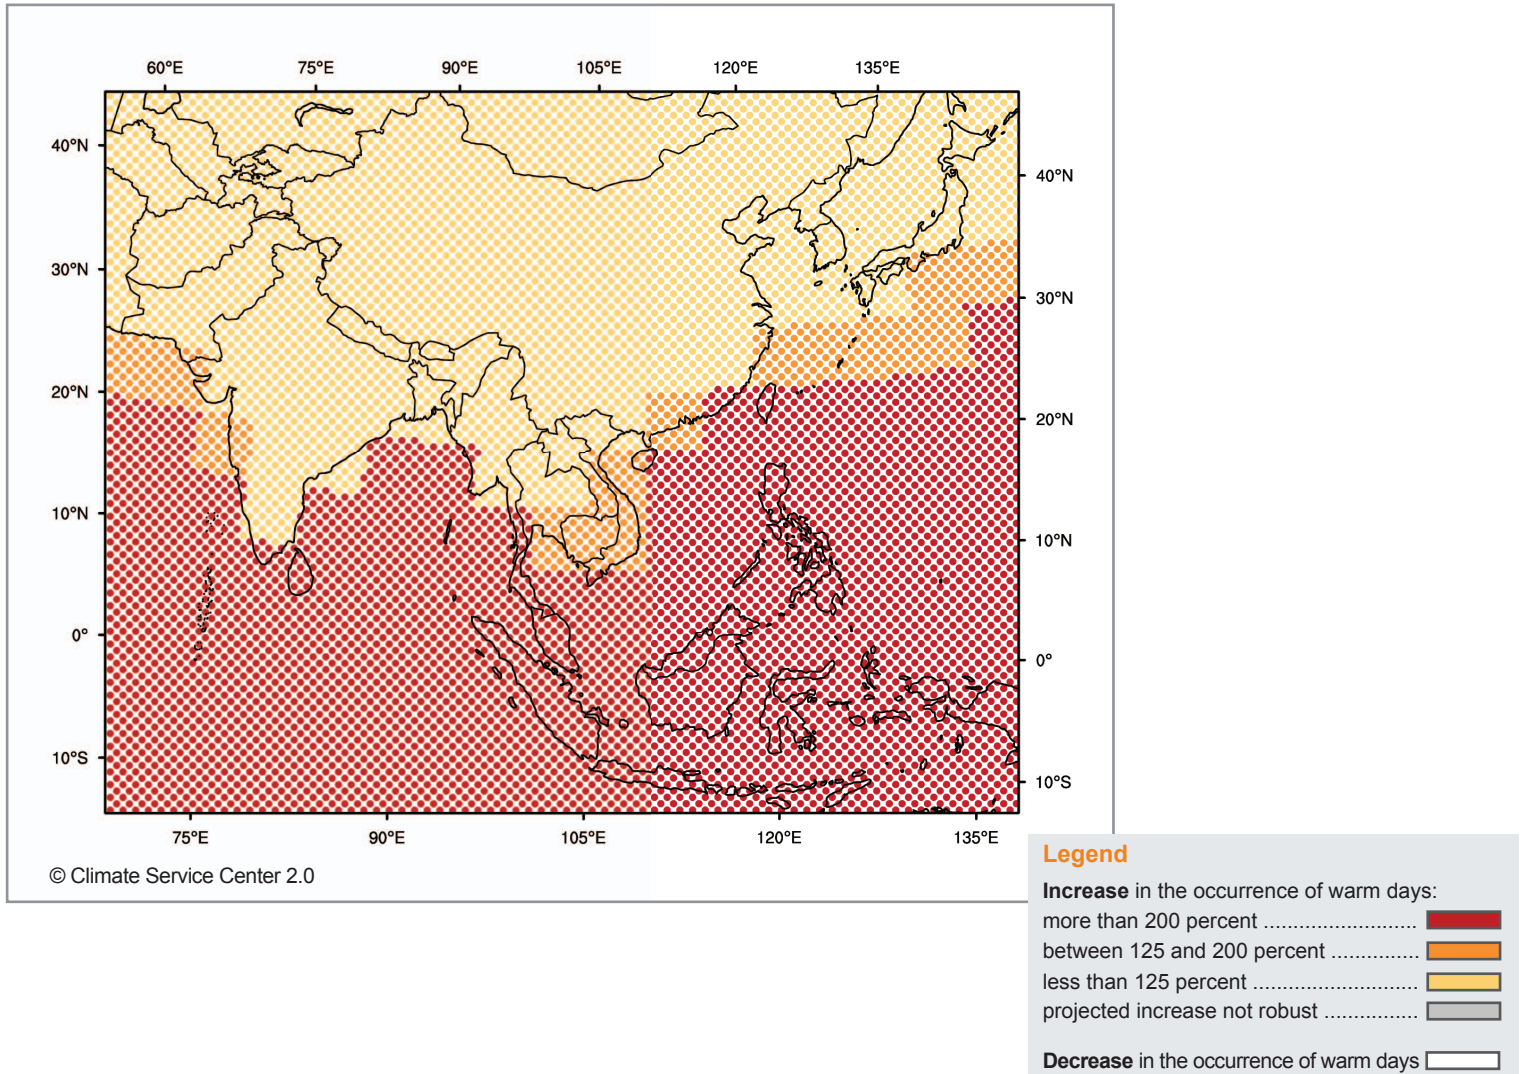 60°E 75°E 90°E 105°E 120°E 135°E
40°N
40°N
30°N
30°N
20°N
20°N
10°N
10°N
0°
0°
10°S
10°S
75°E 90°E 105°E 120°E 135°E
© Climate Service Center 2.0
Legend
Increase in the occurrence of warm days:
more than 200 percent ..........................
between 125 and 200 percent ...............
less than 125 percent ............................
projected increase not robust ................
Decrease in the occurrence of warm days